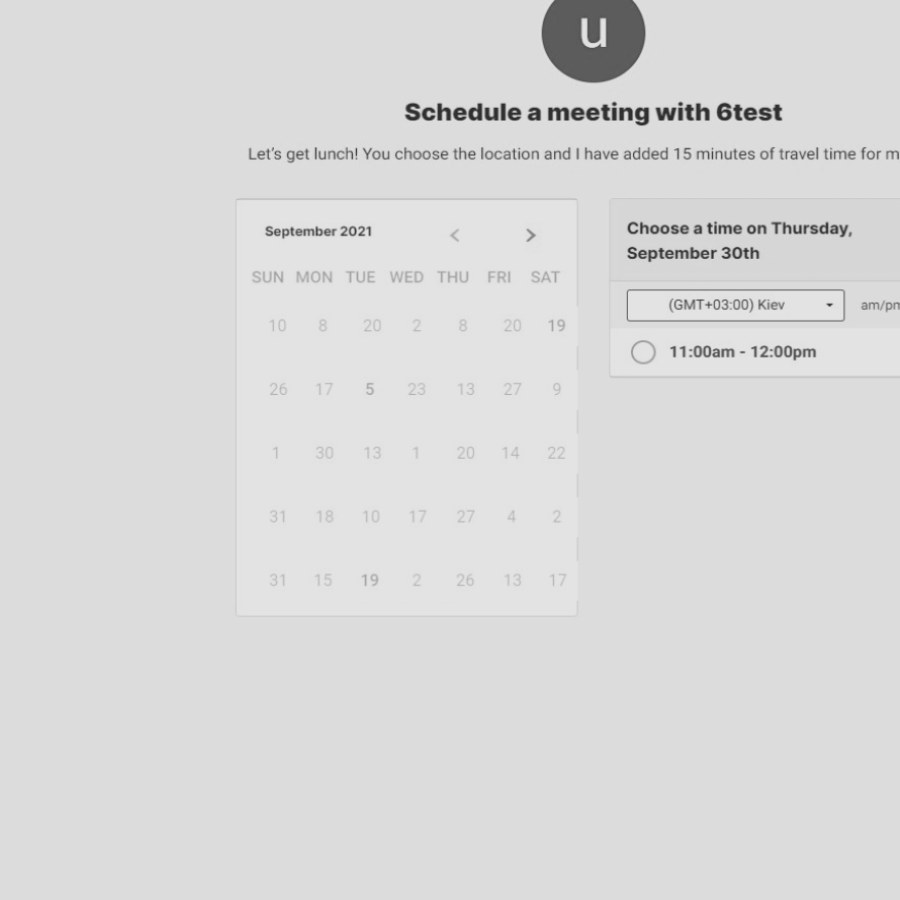 u
Schedule a meeting with 6test
Let's get lunch! You choose the location and I have added 15 minutes of travel time for m
September 2021 < >
SUN MON TUE WED THU FRI SAT
10 8 20 2 8 20 19
26 17 5 23 13 27 9
1 30 13 1 20 14 22
31 18 10 17 27 4 2
31 15 19 2 26 13 17
Choose a time on Thursday,
September 30th
(GMT+03:00) Kiev am/pm
11:00am - 12:00pm